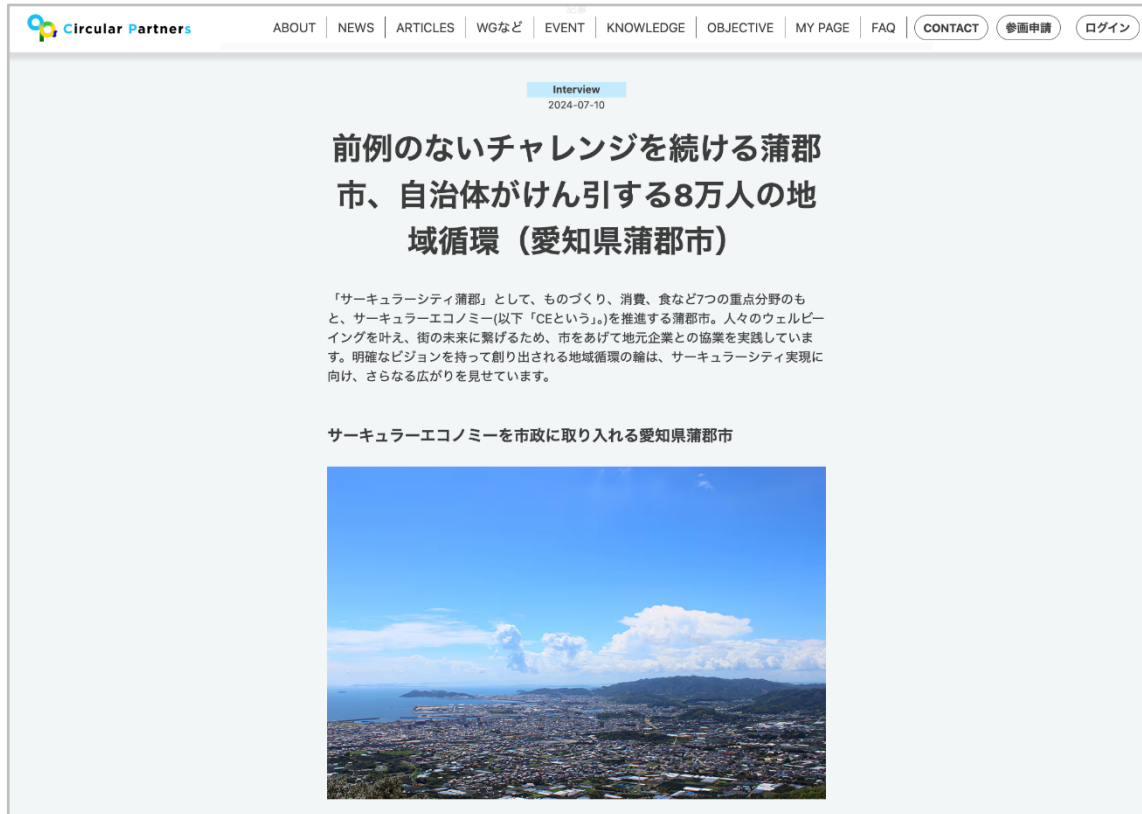 Circular Partners
ABOUT
NEWS
ARTICLES
WGなど
EVENT
KNOWLEDGE
OBJECTIVE
MY PAGE
FAQ
CONTACT
参画申請
ログイン
Interview
2024-07-10
前例のないチャレンジを続ける蒲郡
市、自治体がけん引する8万人の地
域循環（愛知県蒲郡市）
「サーキュラーシティ蒲郡」として、ものづくり、消費、食など7つの重点分野のも
と、サーキュラーエコノミー(以下「CEという」。)を推進する蒲郡市。人々のウェルビー
イングを叶え、街の未来に繋げるため、市をあげて地元企業との協業を実践していま
す。明確なビジョンを持って創り出される地域循環の輪は、サーキュラーシティ実現に
向け、さらなる広がりを見せています。
サーキュラーエコノミーを市政に取り入れる愛知県蒲郡市